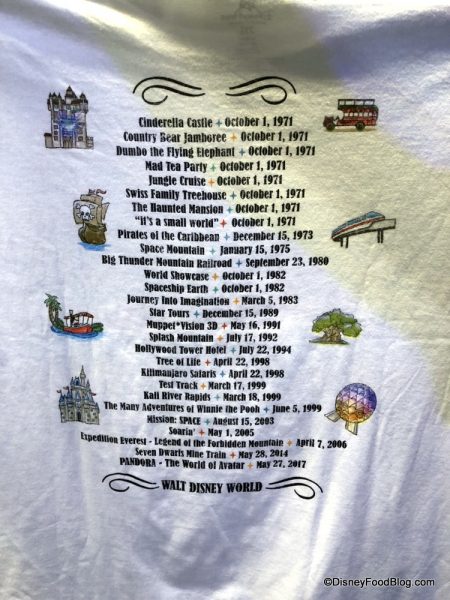 Cinderella Castle ✦ October 1, 1971
Country Bear Jamboree ✦ October 1, 1971
Dumbo the Flying Elephant ✦ October 1, 1971
Mad Tea Party ✦ October 1, 1971
Jungle Cruise ✦ October 1, 1971
Swiss Family Treehouse ✦ October 1, 1971
The Haunted Mansion ✦ October 1, 1971
"it's a small world" ✦ October 1, 1971
Pirates of the Caribbean ✦ December 15, 1973
Space Mountain ✦ January 15, 1975
Big Thunder Mountain Railroad ✦ September 23, 1980
World Showcase ✦ October 1, 1982
Spaceship Earth ✦ October 1, 1982
Journey Into Imagination ✦ March 5, 1983
Star Tours ✦ December 15, 1989
Muppet*Vision 3D ✦ May 16, 1991
Splash Mountain ✦ July 17, 1992
Hollywood Tower Hotel ✦ July 22, 1994
Tree of Life ✦ April 22, 1998
Kilimanjaro Safaris ✦ April 22, 1998
Test Track ✦ March 17, 1999
Kali River Rapids ✦ March 18, 1999
The Many Adventures of Winnie the Pooh ✦ June 5, 1999
Mission: SPACE ✦ August 15, 2003
Soarin' ✦ May 1, 2005
Expedition Everest - Legend of the Forbidden Mountain ✦ April 7, 2006
Seven Dwarfs Mine Train ✦ May 28, 2014
PANDORA - The World of Avatar ✦ May 27, 2017
WALT DISNEY WORLD
©DisneyFoodBlog.com